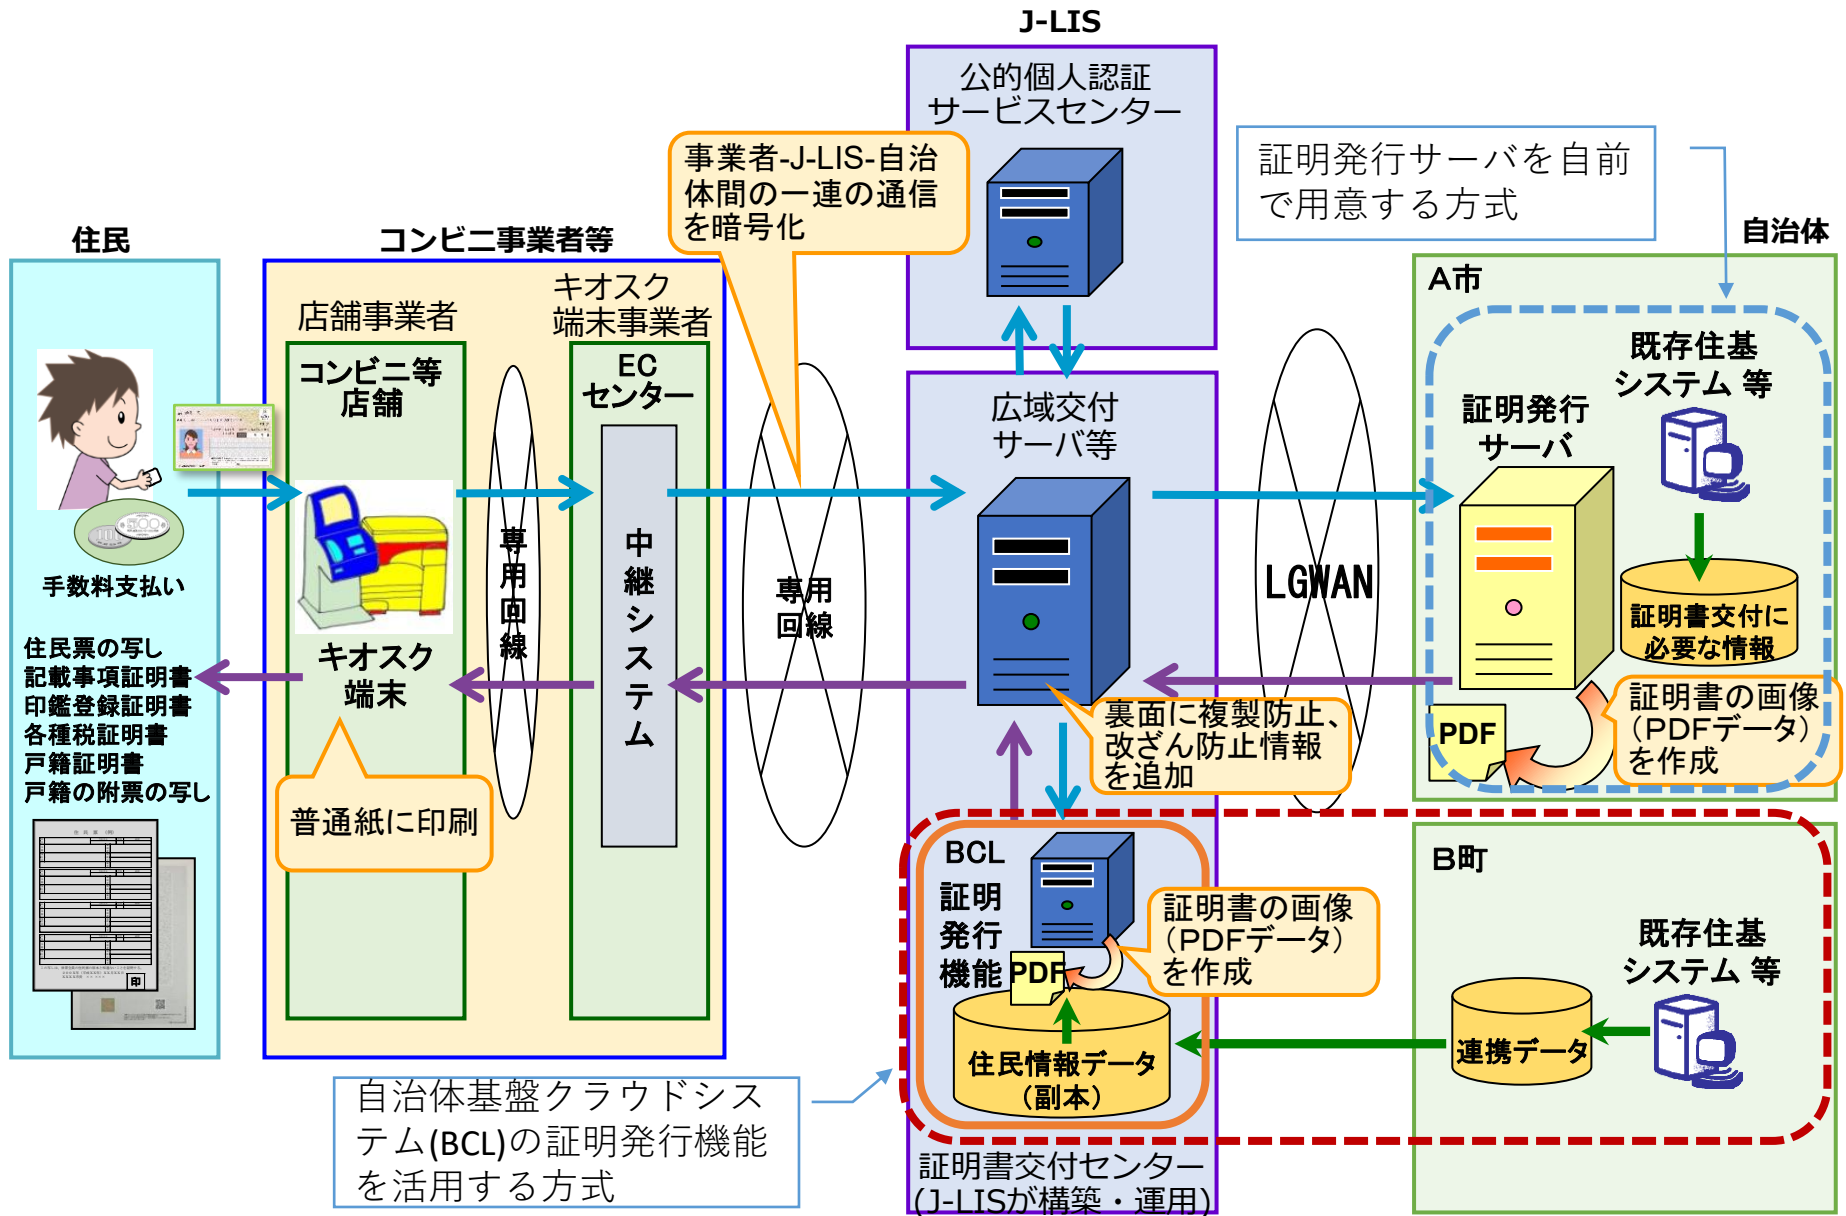 J-LIS
公的個人認証
サービスセンター
事業者-J-LIS-自治
体間の一連の通信
を暗号化
証明発行サーバを自前
で用意する方式
住民
コンビニ事業者等
自治体
店舗事業者
キオスク
端末事業者
コンビニ等
店舗
EC
センター
広域交付
サーバ等
A市
既存住基
システム 等
証明発行
サーバ
手数料支払い
専用回線
中継システム
専用
回線
LGWAN
証明書交付に
必要な情報
キオスク
端末
住民票の写し
記載事項証明書
印鑑登録証明書
各種税証明書
戸籍証明書
戸籍の附票の写し
裏面に複製防止、
改ざん防止情報
を追加
PDF
証明書の画像
（PDFデータ）
を作成
普通紙に印刷
BCL
証明
発行
機能
PDF
証明書の画像
（PDFデータ）
を作成
住民情報データ
（副本）
B町
既存住基
システム 等
連携データ
印
自治体基盤クラウドシス
テム(BCL)の証明発行機能
を活用する方式
証明書交付センター
(J-LISが構築・運用)